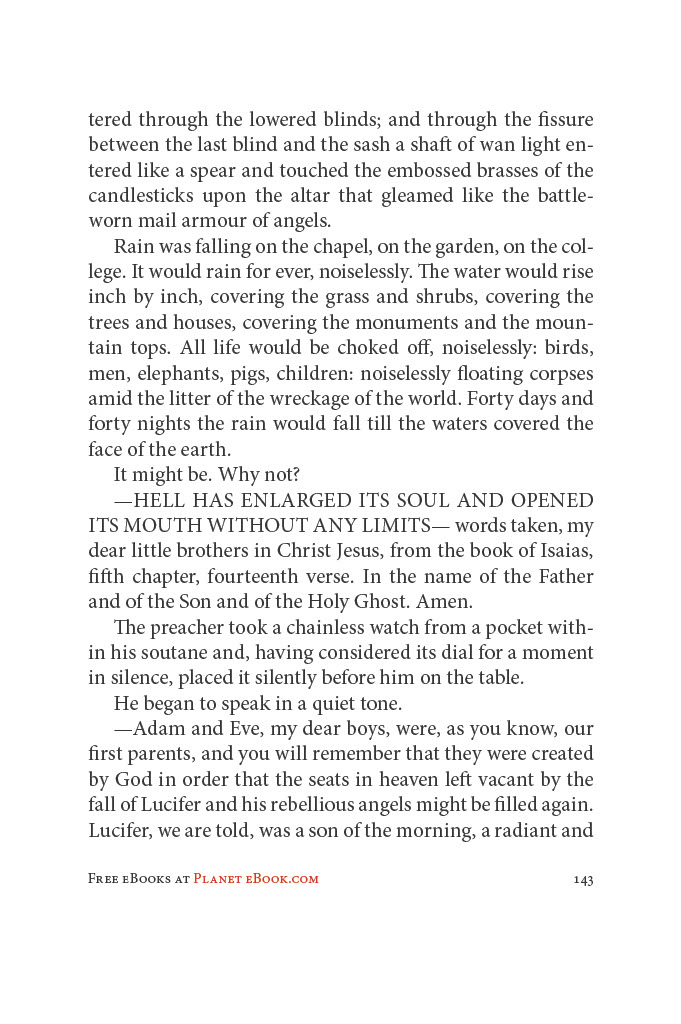 tered through the lowered blinds; and through the fissure
between the last blind and the sash a shaft of wan light en-
tered like a spear and touched the embossed brasses of the
candlesticks upon the altar that gleamed like the battle-
worn mail armour of angels.
Rain was falling on the chapel, on the garden, on the col-
lege. It would rain for ever, noiselessly. The water would rise
inch by inch, covering the grass and shrubs, covering the
trees and houses, covering the monuments and the moun-
tain tops. All life would be choked off, noiselessly: birds,
men, elephants, pigs, children: noiselessly floating corpses
amid the litter of the wreckage of the world. Forty days and
forty nights the rain would fall till the waters covered the
face of the earth.
It might be. Why not?
—HELL HAS ENLARGED ITS SOUL AND OPENED
ITS MOUTH WITHOUT ANY LIMITS— words taken, my
dear little brothers in Christ Jesus, from the book of Isaias,
fifth chapter, fourteenth verse. In the name of the Father
and of the Son and of the Holy Ghost. Amen.
The preacher took a chainless watch from a pocket with-
in his soutane and, having considered its dial for a moment
in silence, placed it silently before him on the table.
He began to speak in a quiet tone.
—Adam and Eve, my dear boys, were, as you know, our
first parents, and you will remember that they were created
by God in order that the seats in heaven left vacant by the
fall of Lucifer and his rebellious angels might be filled again.
Lucifer, we are told, was a son of the morning, a radiant and
Free eBooks at Planet eBook.com 143